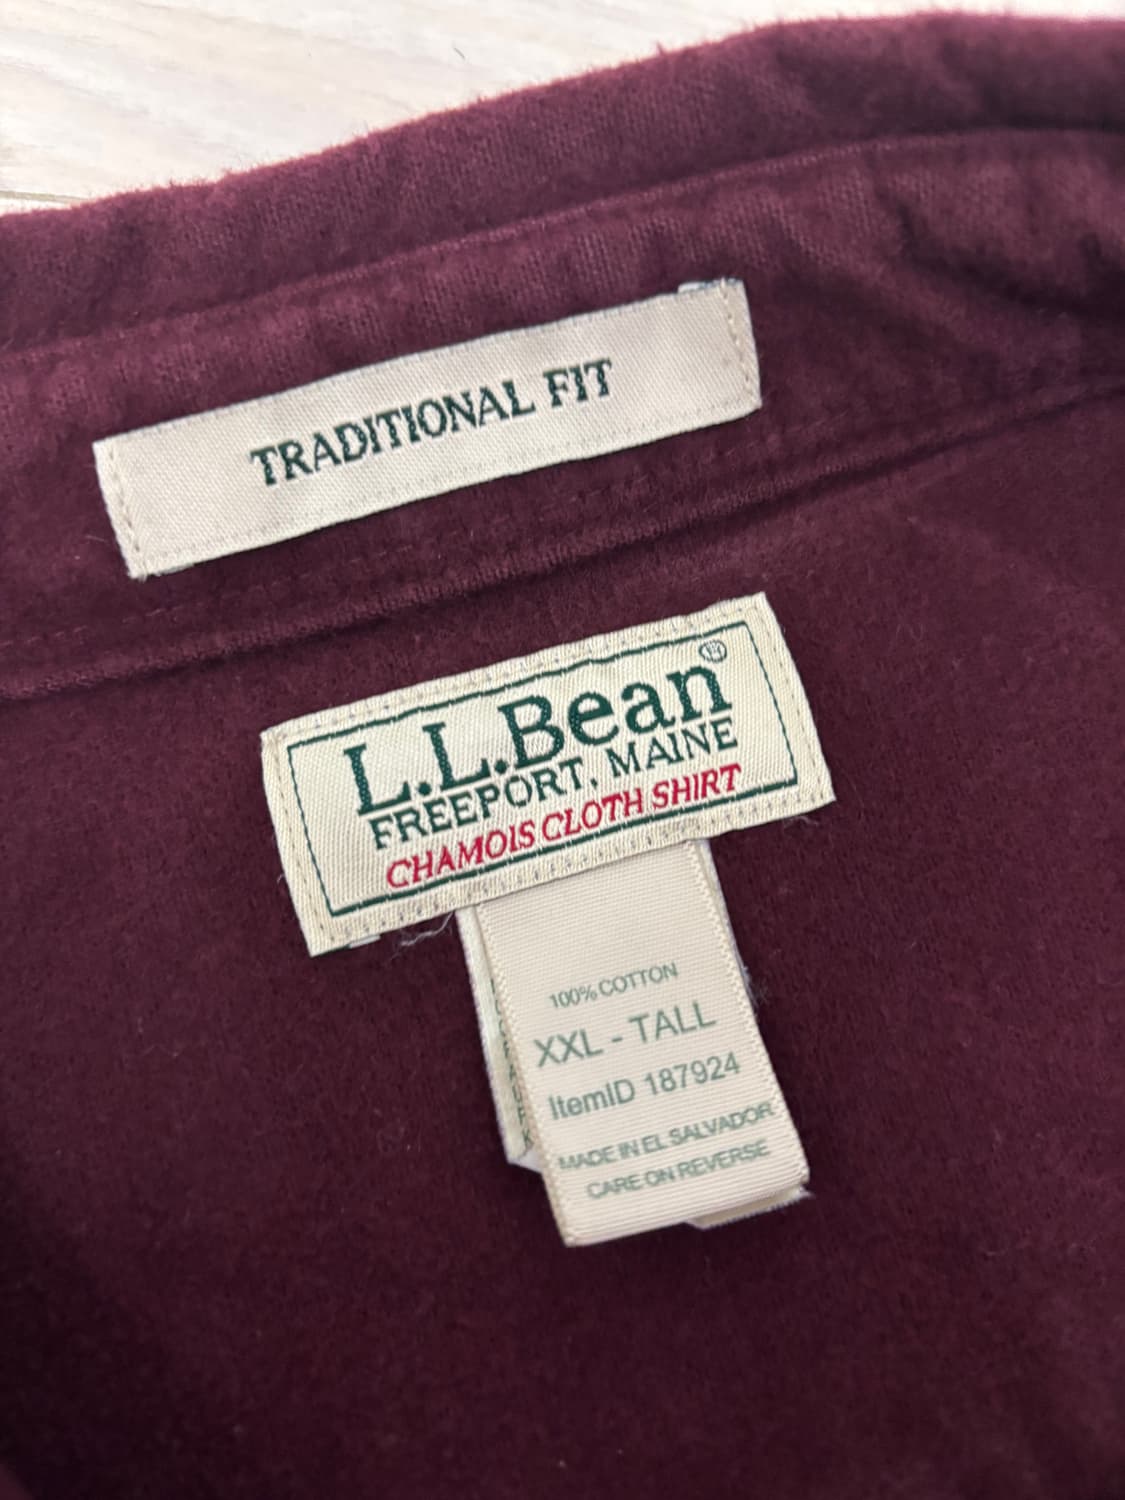 TRADITIONAL FIT
L.L.Bean®
FREEPORT, MAINE
CHAMOIS CLOTH SHIRT
100% COTTON
XXL - TALL
ItemID 187924
MADE IN EL SALVADOR
CARE ON REVERSE